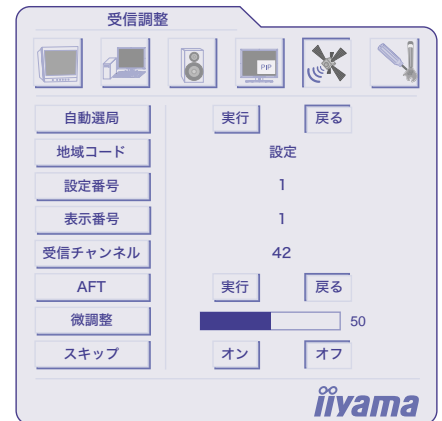 受信調整
PIP
自動選局 実行 戻る
地域コード 設定
設定番号 1
表示番号 1
受信チャンネル 42
AFT 実行 戻る
微調整 50
スキップ オン オフ
iiyama